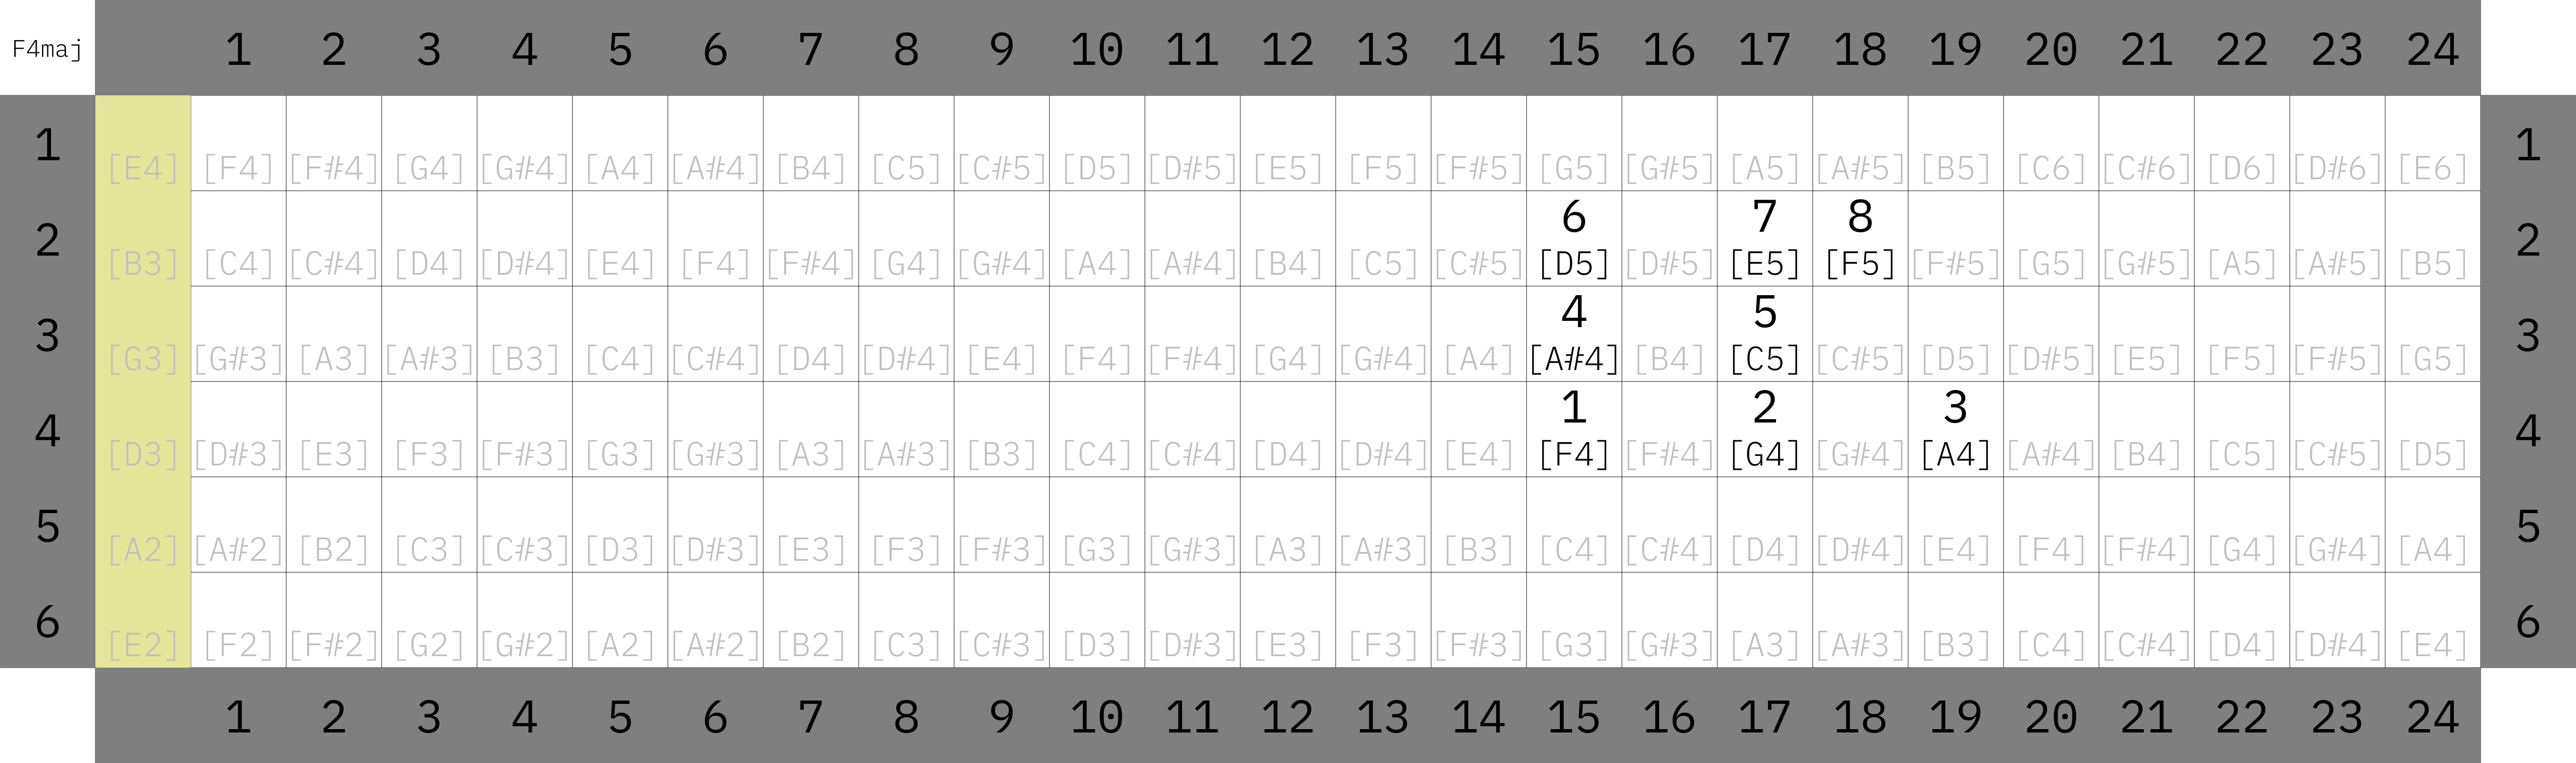 F4maj 1 2 3 4 5 6 7 8 9 10 11 12 13 14 15 16 17 18 19 20 21 22 23 24
1 [E4] [F4] [F#4] [G4] [G#4] [A4] [A#4] [B4] [C5] [C#5] [D5] [D#5] [E5] [F5] [F#5] [G5] [G#5] [A5] [A#5] [B5] [C6] [C#6] [D6] [D#6] [E6] 1
6 7 8
2 [B3] [C4] [C#4] [D4] [D#4] [E4] [F4] [F#4] [G4] [G#4] [A4] [A#4] [B4] [C5] [C#5] [D5] [D#5] [E5] [F5] [F#5] [G5] [G#5] [A5] [A#5] [B5] 2
4 5
3 [G3] [G#3] [A3] [A#3] [B3] [C4] [C#4] [D4] [D#4] [E4] [F4] [F#4] [G4] [G#4] [A4] [A#4] [B4] [C5] [C#5] [D5] [D#5] [E5] [F5] [F#5] [G5] 3
1 2 3
4 [D3] [D#3] [E3] [F3] [F#3] [G3] [G#3] [A3] [A#3] [B3] [C4] [C#4] [D4] [D#4] [E4] [F4] [F#4] [G4] [G#4] [A4] [A#4] [B4] [C5] [C#5] [D5] 4
5 [A2] [A#2] [B2] [C3] [C#3] [D3] [D#3] [E3] [F3] [F#3] [G3] [G#3] [A3] [A#3] [B3] [C4] [C#4] [D4] [D#4] [E4] [F4] [F#4] [G4] [G#4] [A4] 5
6 [E2] [F2] [F#2] [G2] [G#2] [A2] [A#2] [B2] [C3] [C#3] [D3] [D#3] [E3] [F3] [F#3] [G3] [G#3] [A3] [A#3] [B3] [C4] [C#4] [D4] [D#4] [E4] 6
1 2 3 4 5 6 7 8 9 10 11 12 13 14 15 16 17 18 19 20 21 22 23 24